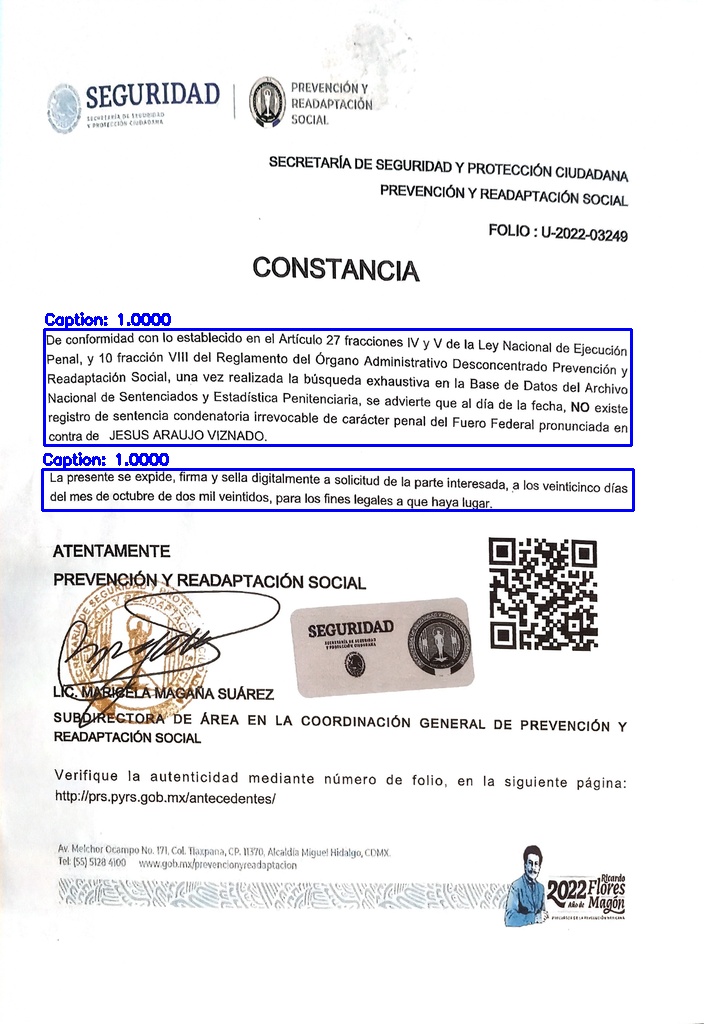 SEGURIDAD
SECRETARÍA DE SEGURIDAD
Y PROTECCIÓN CIUDADANA
PREVENCIÓN Y
READAPTACIÓN
SOCIAL
SECRETARÍA DE SEGURIDAD Y PROTECCIÓN CIUDADANA
PREVENCIÓN Y READAPTACIÓN SOCIAL
FOLIO : U-2022-03249
CONSTANCIA
Caption: 1.0000
De conformidad con lo establecido en el Artículo 27 fracciones IV y V de la Ley Nacional de Ejecución
Penal, y 10 fracción VIII del Reglamento del Órgano Administrativo Desconcentrado Prevención y
Readaptación Social, una vez realizada la búsqueda exhaustiva en la Base de Datos del Archivo
Nacional de Sentenciados y Estadística Penitenciaria, se advierte que al día de la fecha, NO existe
registro de sentencia condenatoria irrevocable de carácter penal del Fuero Federal pronunciada en
contra de JESUS ARAUJO VIZNADO.
Caption: 1.0000
La presente se expide, firma y sella digitalmente a solicitud de la parte interesada, a los veinticinco días
del mes de octubre de dos mil veintidos, para los fines legales a que haya lugar.
ATENTAMENTE
PREVENCIÓN Y READAPTACIÓN SOCIAL
SEGURIDAD
SECRETARÍA DE SEGURIDAD
Y PROTECCIÓN CIUDADANA
LIC. MARICELA MAGAÑA SUÁREZ
SUBDIRECTORA DE ÁREA EN LA COORDINACIÓN GENERAL DE PREVENCIÓN Y
READAPTACIÓN SOCIAL
Verifique la autenticidad mediante número de folio, en la siguiente página:
http://prs.pyrs.gob.mx/antecedentes/
Av. Melchor Ocampo No. 171, Col. Tlaxpana, CP. 11370, Alcaldía Miguel Hidalgo, CDMX.
Tel: (55) 5128 4100 www.gob.mx/prevencionyreadaptacion
2022 Ricardo
Flores
Año de Magón
PRECURSOR DE LA REVOLUCIÓN MEXICANA